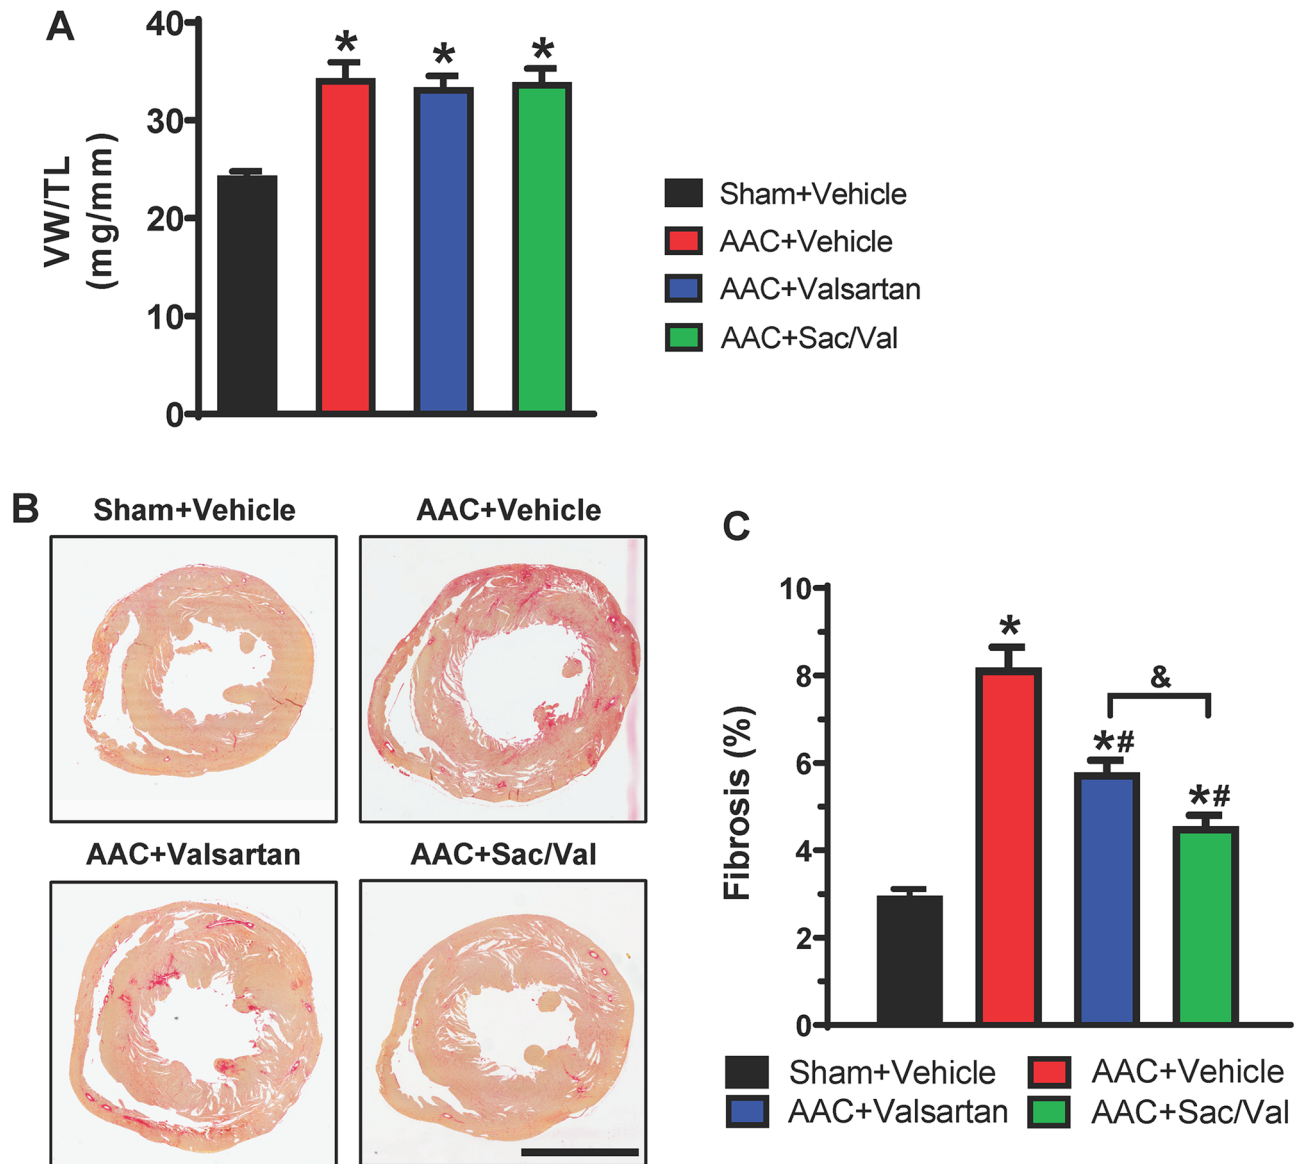 A
VW/TL
(mg/mm)
40
30
20
10
0
*
*
*
Sham+Vehicle
AAC+Vehicle
AAC+Valsartan
AAC+Sac/Val
B
Sham+Vehicle
AAC+Vehicle
AAC+Valsartan
AAC+Sac/Val
C
Fibrosis (%)
10
8
6
4
2
0
*
*#
&
*#
Sham+Vehicle
AAC+Vehicle
AAC+Valsartan
AAC+Sac/Val